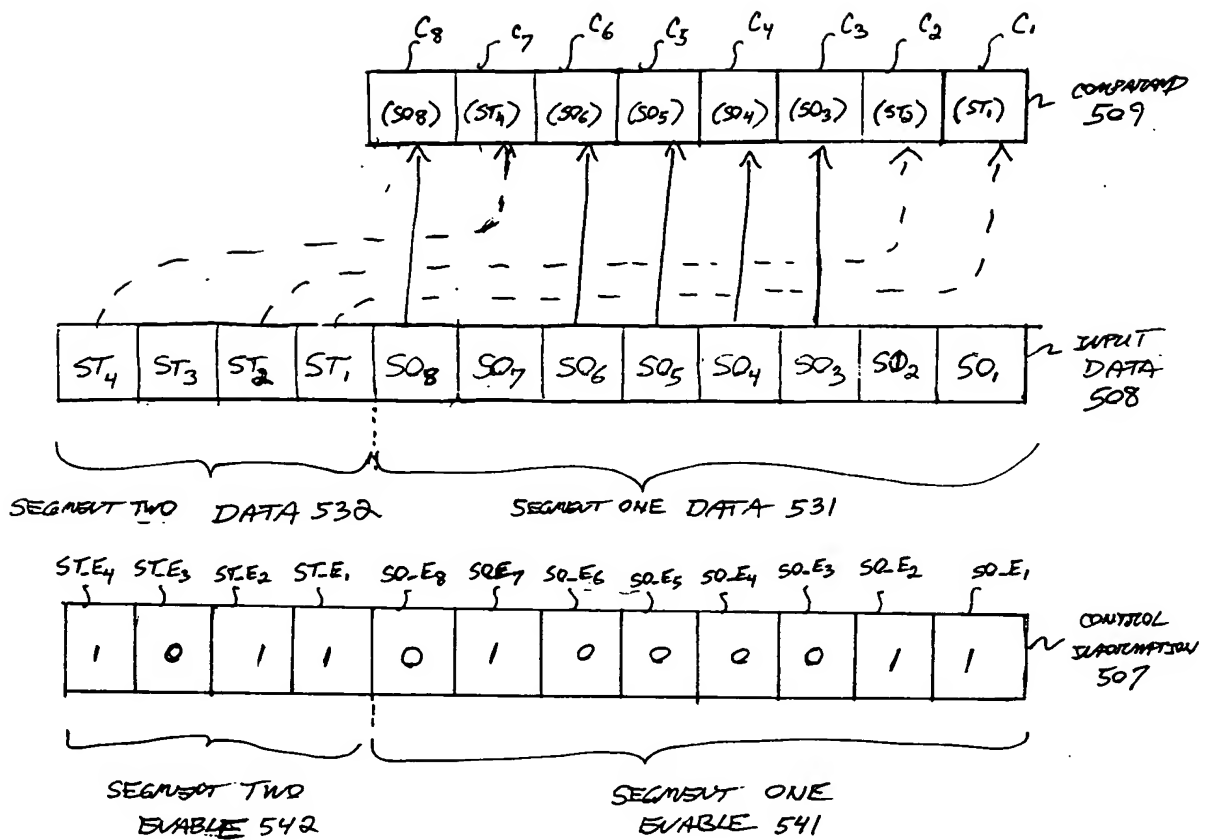 C8 C7 C6 C5 C4 C3 C2 C1
(SO8) (ST4) (SO6) (SO5) (SO4) (SO3) (ST2) (ST1)
COMPARAND
509
ST4 ST3 ST2 ST1 SO8 SO7 SO6 SO5 SO4 SO3 SO2 SO1
INPUT
DATA
508
SEGMENT TWO DATA 532
SEGMENT ONE DATA 531
ST_E4 ST_E3 ST_E2 ST_E1 SO_E8 SO_E7 SO_E6 SO_E5 SO_E4 SO_E3 SO_E2 SO_E1
1 0 1 1 0 1 0 0 0 0 1 1
CONTROL
INFORMATION
507
SEGMENT TWO
ENABLE 542
SEGMENT ONE
ENABLE 541